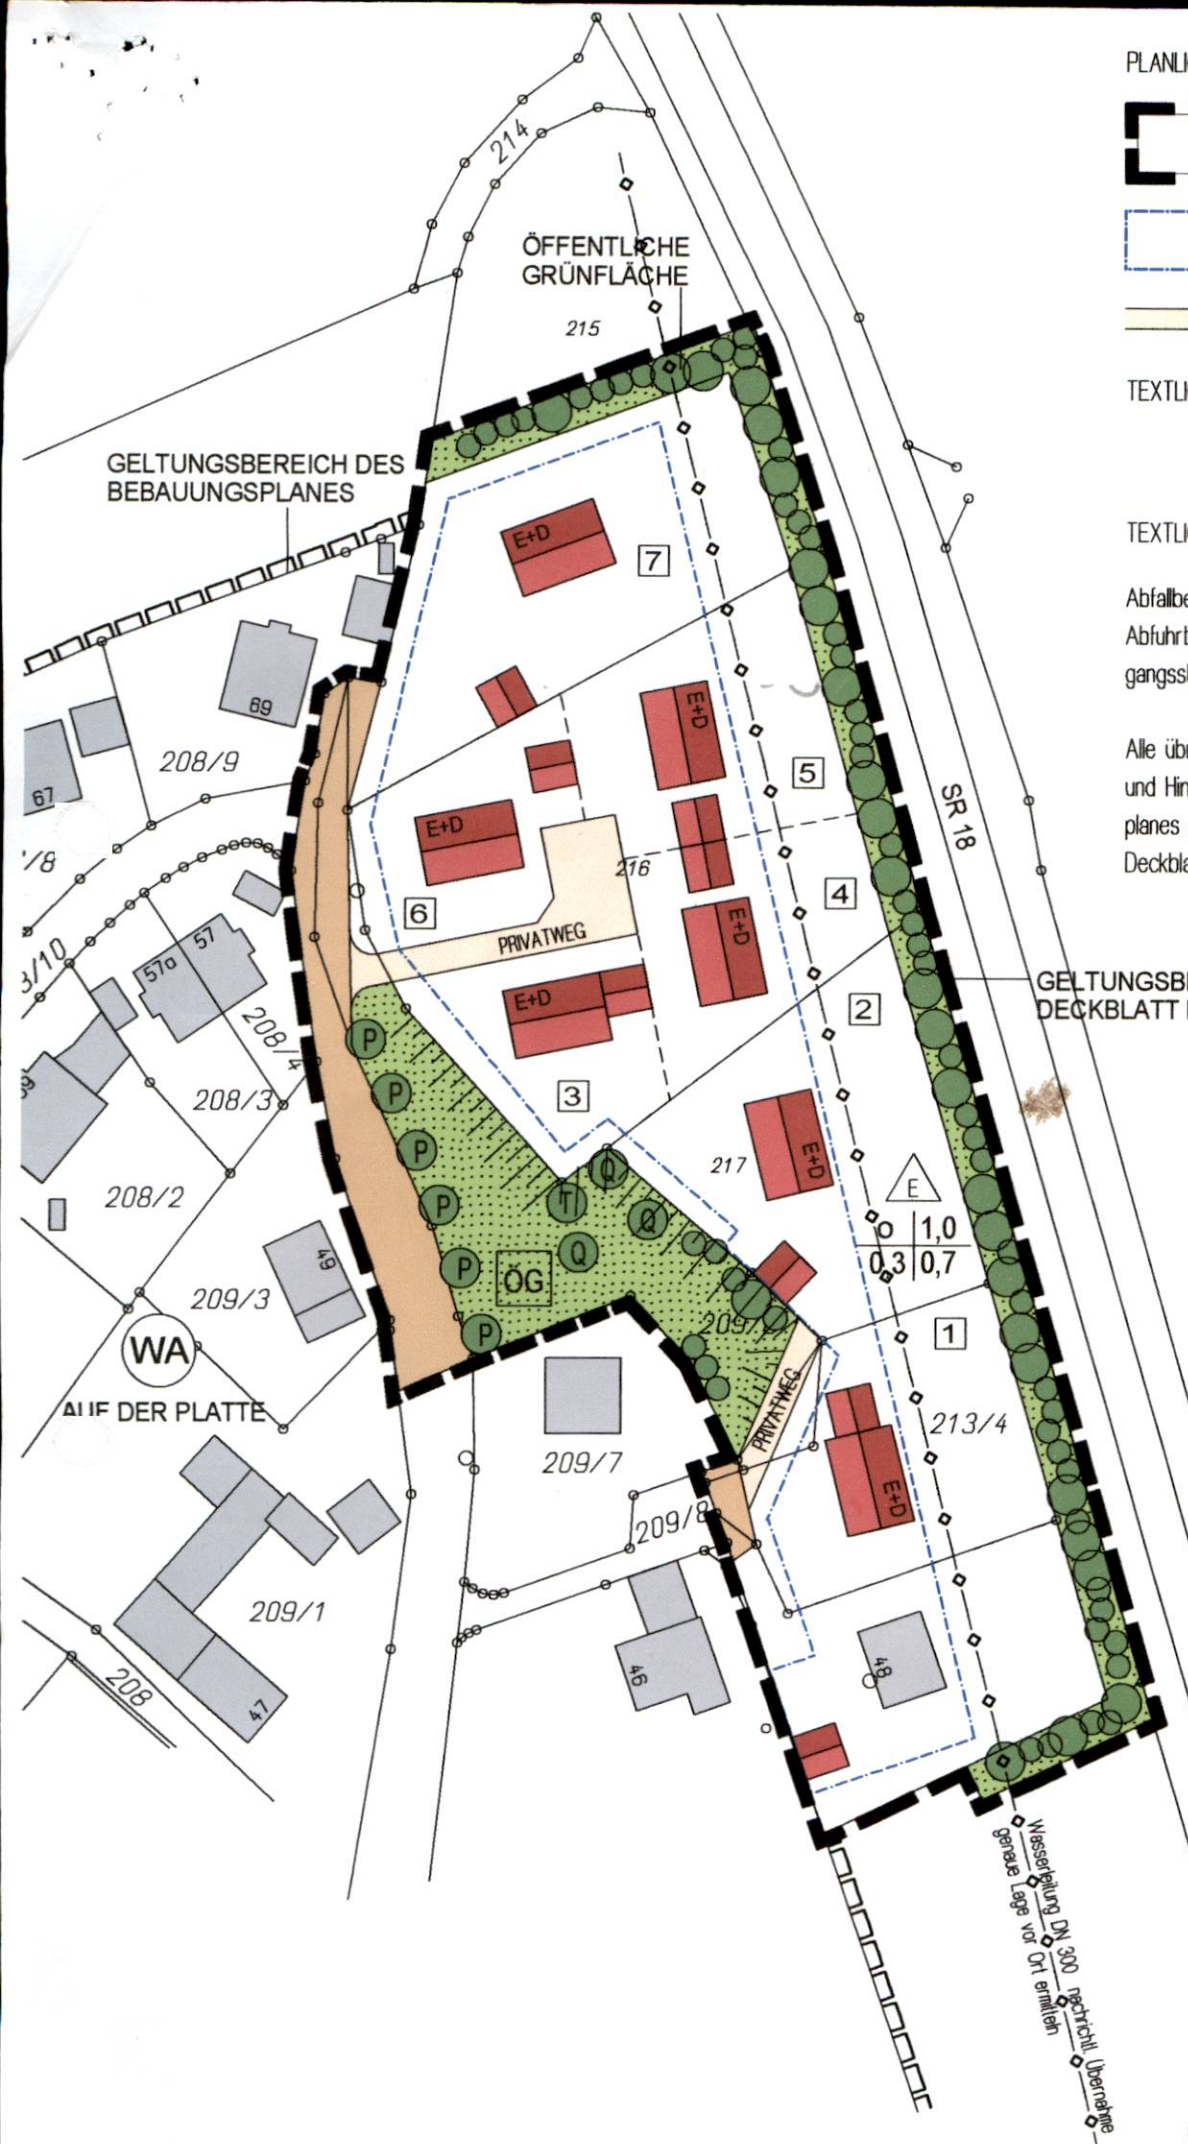 PLANLI
214
ÖFFENTLICHE
GRÜNFLÄCHE
215
TEXTLI
GELTUNGSBEREICH DES
BEBAUUNGSPLANES
TEXTLI
E+D
7
Abfallbe
Abfuhrb
gangss
69
E+D
208/9
5
Alle üb
und Hin
planes
Deckbla
67
SR 18
E+D
/8
216
4
6
57
E+D
PRIVATWEG
57a
3/10
GELTUNGSB
DECKBLATT
E+D
2
208/4
P
P
208/3
3
P
Q
217
E+D
E
208/2
P
T
Q
o
1,0
0,3
0,7
49
P
Q
ÖG
209/3
209/
1
P
WA
AUF DER PLATTE
PRIVATWEG
213/4
209/7
E+D
209/8
209/1
46
48
208
47
Wasserleitung DN 300 nachrichtl. Übernahme
genaue Lage vor Ort ermitteln